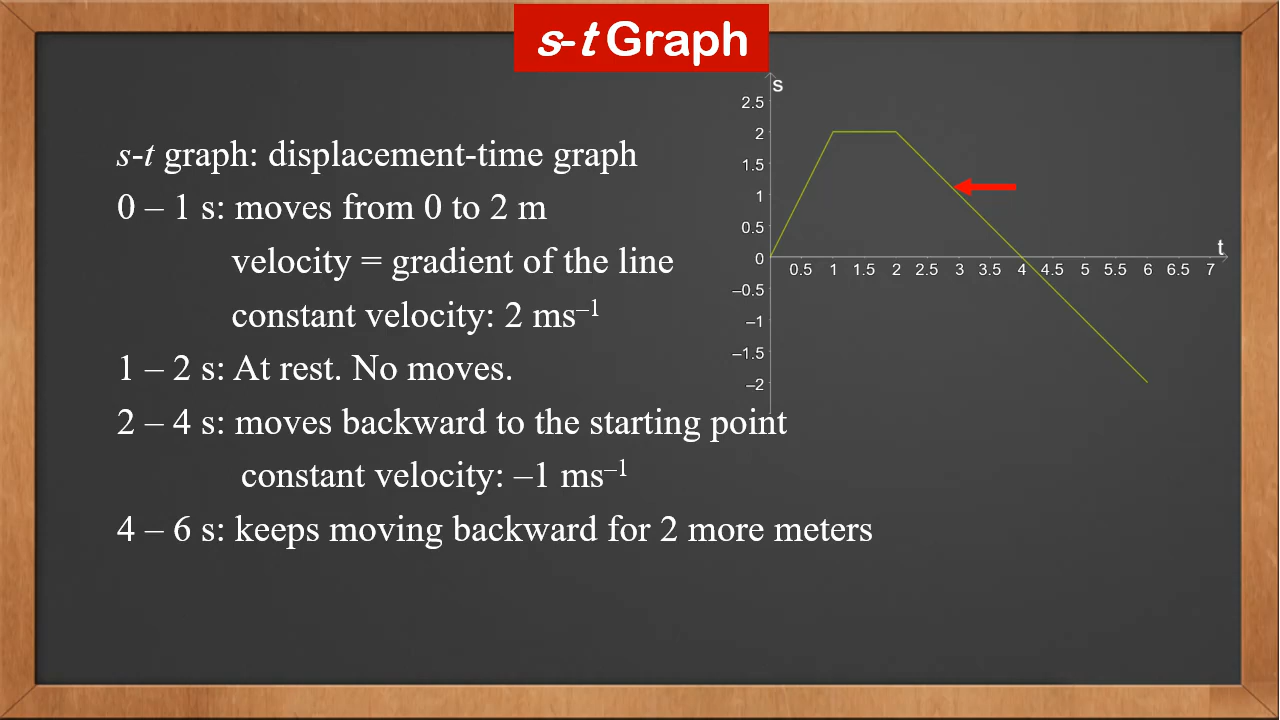 s-t Graph
s-t graph: displacement-time graph
0 – 1 s: moves from 0 to 2 m
velocity = gradient of the line
constant velocity: 2 ms⁻¹
1 – 2 s: At rest. No moves.
2 – 4 s: moves backward to the starting point
constant velocity: –1 ms⁻¹
4 – 6 s: keeps moving backward for 2 more meters
s
2.5
2
1.5
1
0.5
0
–0.5
–1
–1.5
–2
0.5 1 1.5 2 2.5 3 3.5 4 4.5 5 5.5 6 6.5 7
t